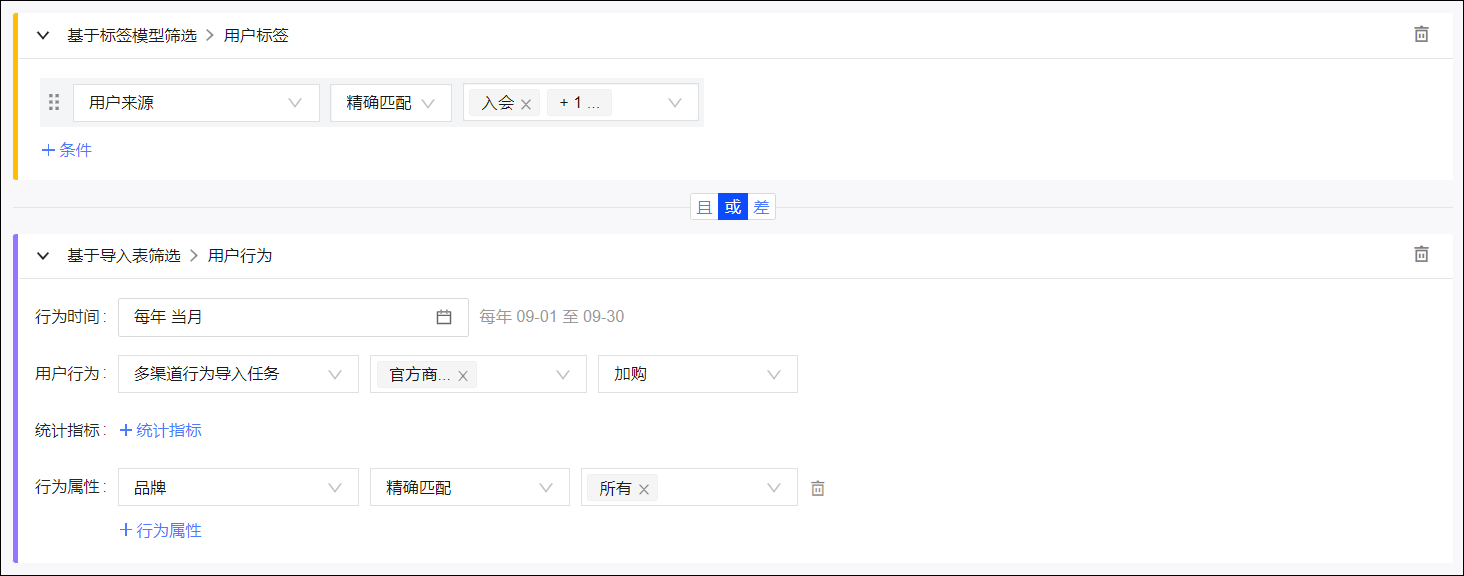 基于标签模型筛选 > 用户标签
用户来源 精确匹配 入会 × + 1 ...
+ 条件
且 或 差
基于导入表筛选 > 用户行为
行为时间: 每年 当月 每年 09-01 至 09-30
用户行为: 多渠道行为导入任务 官方商... × 加购
统计指标: + 统计指标
行为属性: 品牌 精确匹配 所有 ×
+ 行为属性